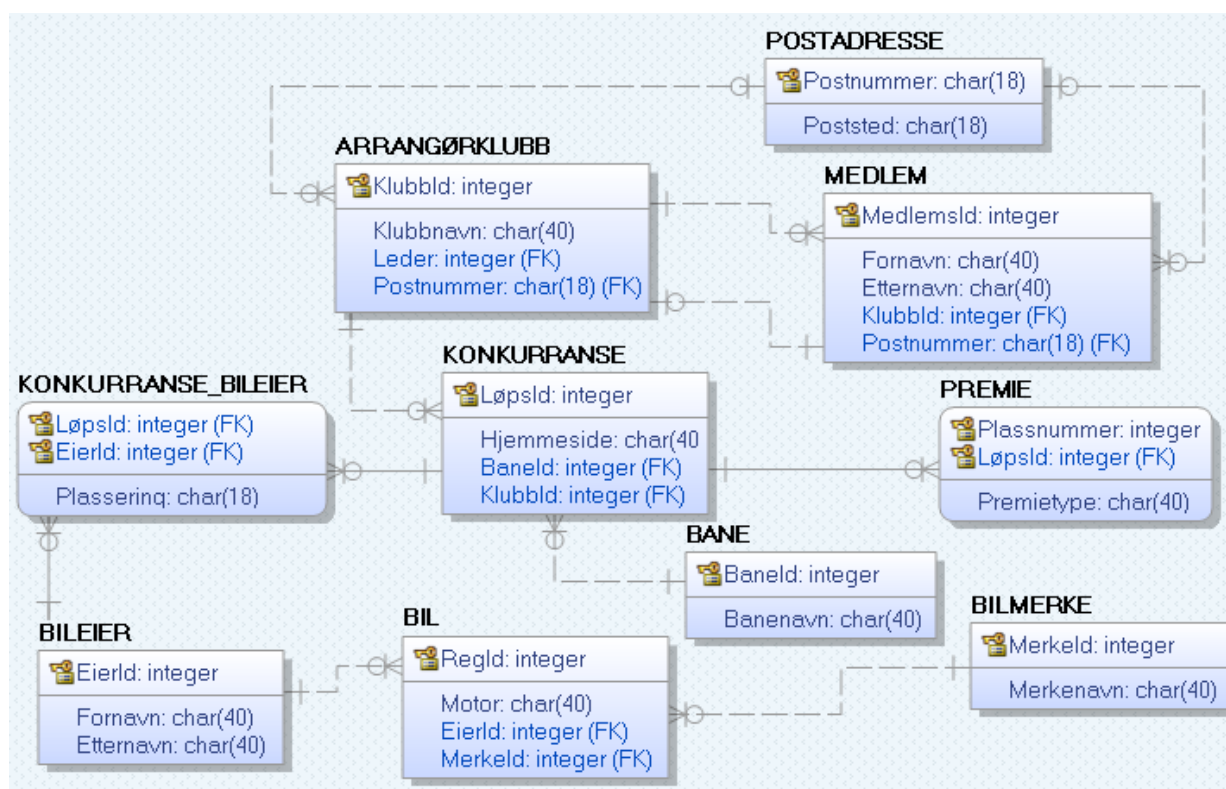 POSTADRESSE
Postnummer: char(18)
Poststed: char(18)
ARRANGØRKLUBB
KlubbId: integer
Klubbnavn: char(40)
Leder: integer (FK)
Postnummer: char(18) (FK)
MEDLEM
MedlemsId: integer
Fornavn: char(40)
Etternavn: char(40)
KlubbId: integer (FK)
Postnummer: char(18) (FK)
KONKURRANSE
LøpsId: integer
Hjemmeside: char(40
BaneId: integer (FK)
KlubbId: integer (FK)
KONKURRANSE_BILEIER
LøpsId: integer (FK)
EierId: integer (FK)
Plassering: char(18)
PREMIE
Plassnummer: integer
LøpsId: integer (FK)
Premietype: char(40)
BANE
BaneId: integer
Banenavn: char(40)
BILMERKE
MerkeId: integer
Merkenavn: char(40)
BIL
RegId: integer
Motor: char(40)
EierId: integer (FK)
MerkeId: integer (FK)
BILEIER
EierId: integer
Fornavn: char(40)
Etternavn: char(40)